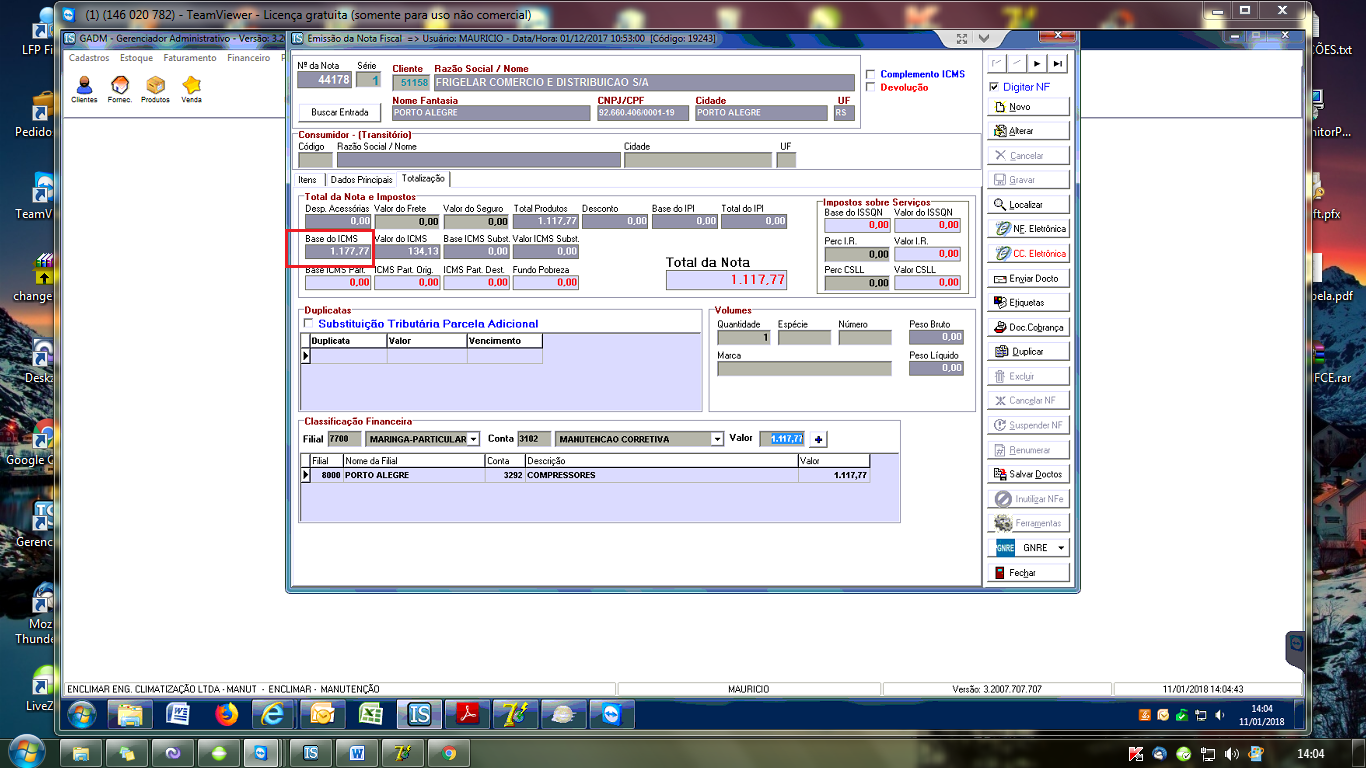 (1) (146 020 782) - TeamViewer - Licença gratuita (somente para uso não comercial)
GADM - Gerenciador Administrativo - Versão: 3.2
Emissão da Nota Fiscal => Usuário: MAURICIO - Data/Hora: 01/12/2017 10:53:00 [Código: 19243]
Cadastros Estoque Faturamento Financeiro
Clientes Fornec. Produtos Venda
Nº da Nota Série Cliente Razão Social / Nome
44178 1 51158 FRIGELAR COMERCIO E DISTRIBUICAO S/A
Complemento ICMS
Devolução
Buscar Entrada
Nome Fantasia CNPJ/CPF Cidade UF
PORTO ALEGRE 92.660.406/0001-19 PORTO ALEGRE RS
Consumidor - (Transitório)
Código Razão Social / Nome Cidade UF
Itens Dados Principais Totalização
Total da Nota e Impostos
Desp. Acessórias Valor do Frete Valor do Seguro Total Produtos Desconto Base do IPI Total do IPI
0,00 0,00 0,00 1.117,77 0,00 0,00 0,00
Base do ICMS Valor do ICMS Base ICMS Subst. Valor ICMS Subst.
1.177,77 134,13 0,00 0,00
Base ICMS Part. ICMS Part. Orig. ICMS Part. Dest. Fundo Pobreza
0,00 0,00 0,00 0,00
Total da Nota
1.117,77
Impostos sobre Serviços
Base do ISSQN Valor do ISSQN
0,00 0,00
Perc I.R. Valor I.R.
0,00 0,00
Perc CSLL Valor CSLL
0,00 0,00
Duplicatas
Substituição Tributária Parcela Adicional
Duplicata Valor Vencimento
Volumes
Quantidade Espécie Número Peso Bruto
1 0,00
Marca Peso Líquido
0,00
Classificação Financeira
Filial 7700 MARINGA-PARTICULAR Conta 3102 MANUTENCAO CORRETIVA Valor 1.117,77
Filial Nome da Filial Conta Descrição Valor
8000 PORTO ALEGRE 3292 COMPRESSORES 1.117,77
Digitar NF
Novo
Alterar
Cancelar
Gravar
Localizar
NF. Eletrônica
CC. Eletrônica
Enviar Docto
Etiquetas
Doc.Cobrança
Duplicar
Excluir
Cancelar NF
Suspender NF
Renumerar
Salvar Doctos
Inutilizar NFe
Ferramentas
GNRE GNRE
Fechar
ENCLIMAR ENG. CLIMATIZAÇÃO LTDA - MANUT - ENCLIMAR - MANUTENÇÃO MAURICIO Versão: 3.2007.707.707 11/01/2018 14:04:43
14:04
11/01/2018
14:04
LFP Fi
Pedido
TeamV
change
Deska
Google C
Gerenc
Moz
Thunde
LiveZ
ÇÕES.txt
nitorP...
ft.pfx
bela.pdf
FCE.rar